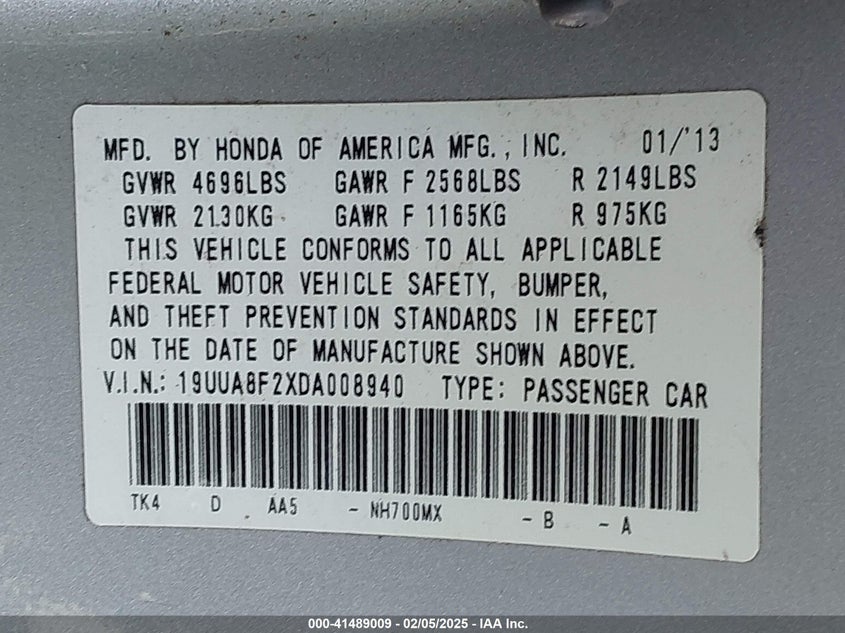 MFD. BY HONDA OF AMERICA MFG., INC. 01/'13
GVWR 4696LBS GAWR F 2568LBS R 2149LBS
GVWR 2130KG GAWR F 1165KG R 975KG
THIS VEHICLE CONFORMS TO ALL APPLICABLE
FEDERAL MOTOR VEHICLE SAFETY, BUMPER,
AND THEFT PREVENTION STANDARDS IN EFFECT
ON THE DATE OF MANUFACTURE SHOWN ABOVE.
V.I.N.: 19UUA8F2XDA008940 TYPE: PASSENGER CAR
TK4 D AA5 - NH700MX - B - A
000-41489009 - 02/05/2025 - IAA Inc.